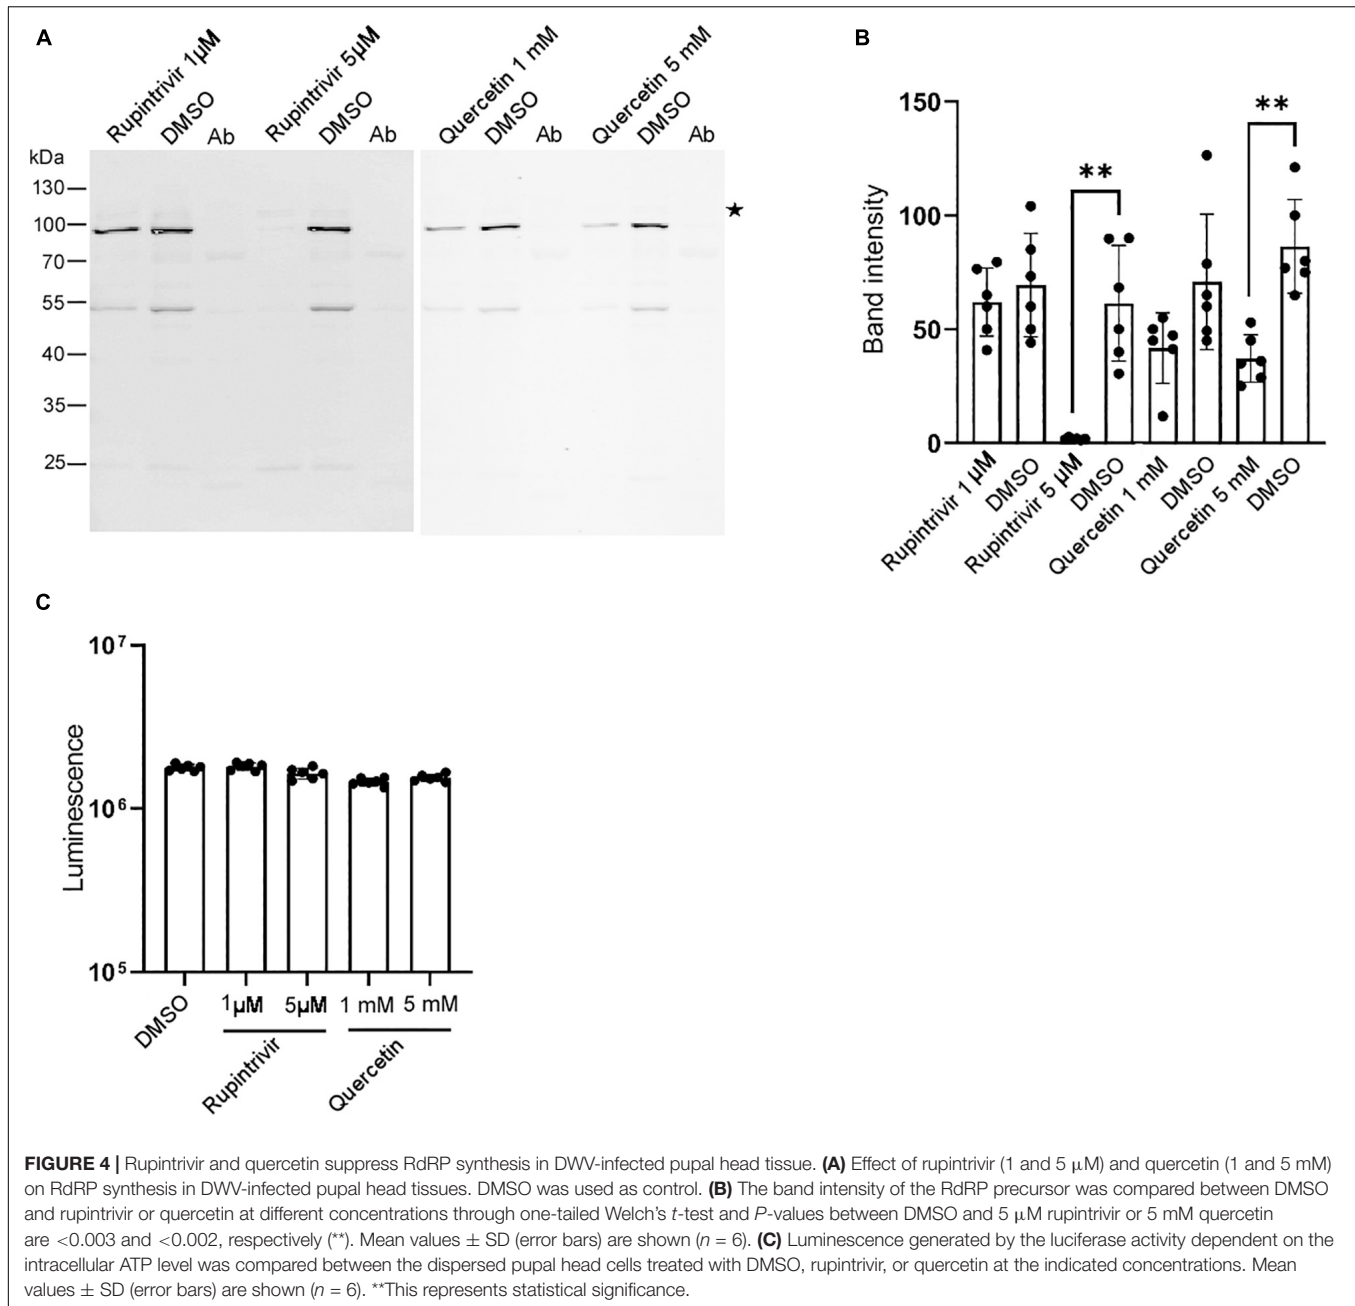 A
Rupintrivir 1µM
DMSO
Ab
Rupintrivir 5µM
DMSO
Ab
Quercetin 1 mM
DMSO
Ab
Quercetin 5 mM
DMSO
Ab
kDa
130
100
70
55
40
35
25
★
B
Band intensity
150
100
50
0
**
**
Rupintrivir 1 µM
DMSO
Rupintrivir 5 µM
DMSO
Quercetin 1 mM
DMSO
Quercetin 5 mM
DMSO
C
Luminescence
10⁷
10⁶
10⁵
DMSO
1µM 5µM 1 mM 5 mM
Rupintrivir
Quercetin
FIGURE 4 | Rupintrivir and quercetin suppress RdRP synthesis in DWV-infected pupal head tissue. (A) Effect of rupintrivir (1 and 5 µM) and quercetin (1 and 5 mM)
on RdRP synthesis in DWV-infected pupal head tissues. DMSO was used as control. (B) The band intensity of the RdRP precursor was compared between DMSO
and rupintrivir or quercetin at different concentrations through one-tailed Welch's t-test and P-values between DMSO and 5 µM rupintrivir or 5 mM quercetin
are <0.003 and <0.002, respectively (**). Mean values ± SD (error bars) are shown (n = 6). (C) Luminescence generated by the luciferase activity dependent on the
intracellular ATP level was compared between the dispersed pupal head cells treated with DMSO, rupintrivir, or quercetin at the indicated concentrations. Mean
values ± SD (error bars) are shown (n = 6). **This represents statistical significance.